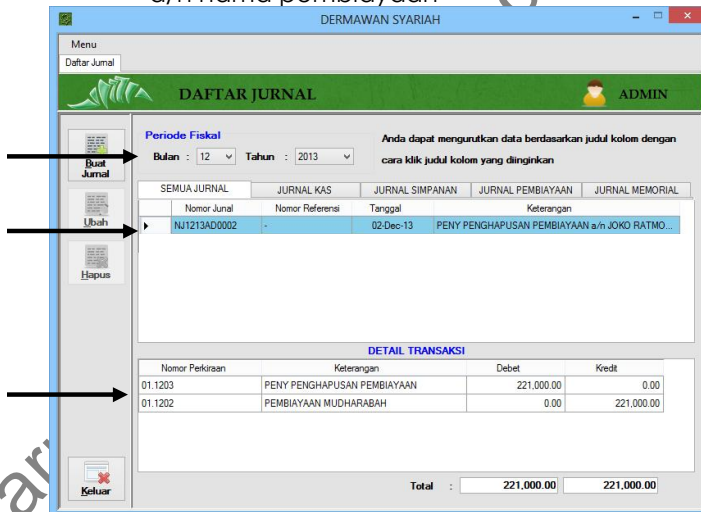 a/n nama pembiayaan
DERMAWAN SYARIAH
Menu
Daftar Jurnal
DAFTAR JURNAL
ADMIN
Buat Jurnal
Ubah
Hapus
Keluar
Periode Fiskal
Bulan : 12 Tahun : 2013
Anda dapat mengurutkan data berdasarkan judul kolom dengan
cara klik judul kolom yang diinginkan
SEMUA JURNAL JURNAL KAS JURNAL SIMPANAN JURNAL PEMBIAYAAN JURNAL MEMORIAL
Nomor Junal Nomor Referensi Tanggal Keterangan
NJ1213AD0002 - 02-Dec-13 PENY PENGHAPUSAN PEMBIAYAAN a/n JOKO RATMO...
DETAIL TRANSAKSI
Nomor Perkiraan Keterangan Debet Kredit
01.1203 PENY PENGHAPUSAN PEMBIAYAAN 221,000.00 0.00
01.1202 PEMBIAYAAN MUDHARABAH 0.00 221,000.00
Total : 221,000.00 221,000.00